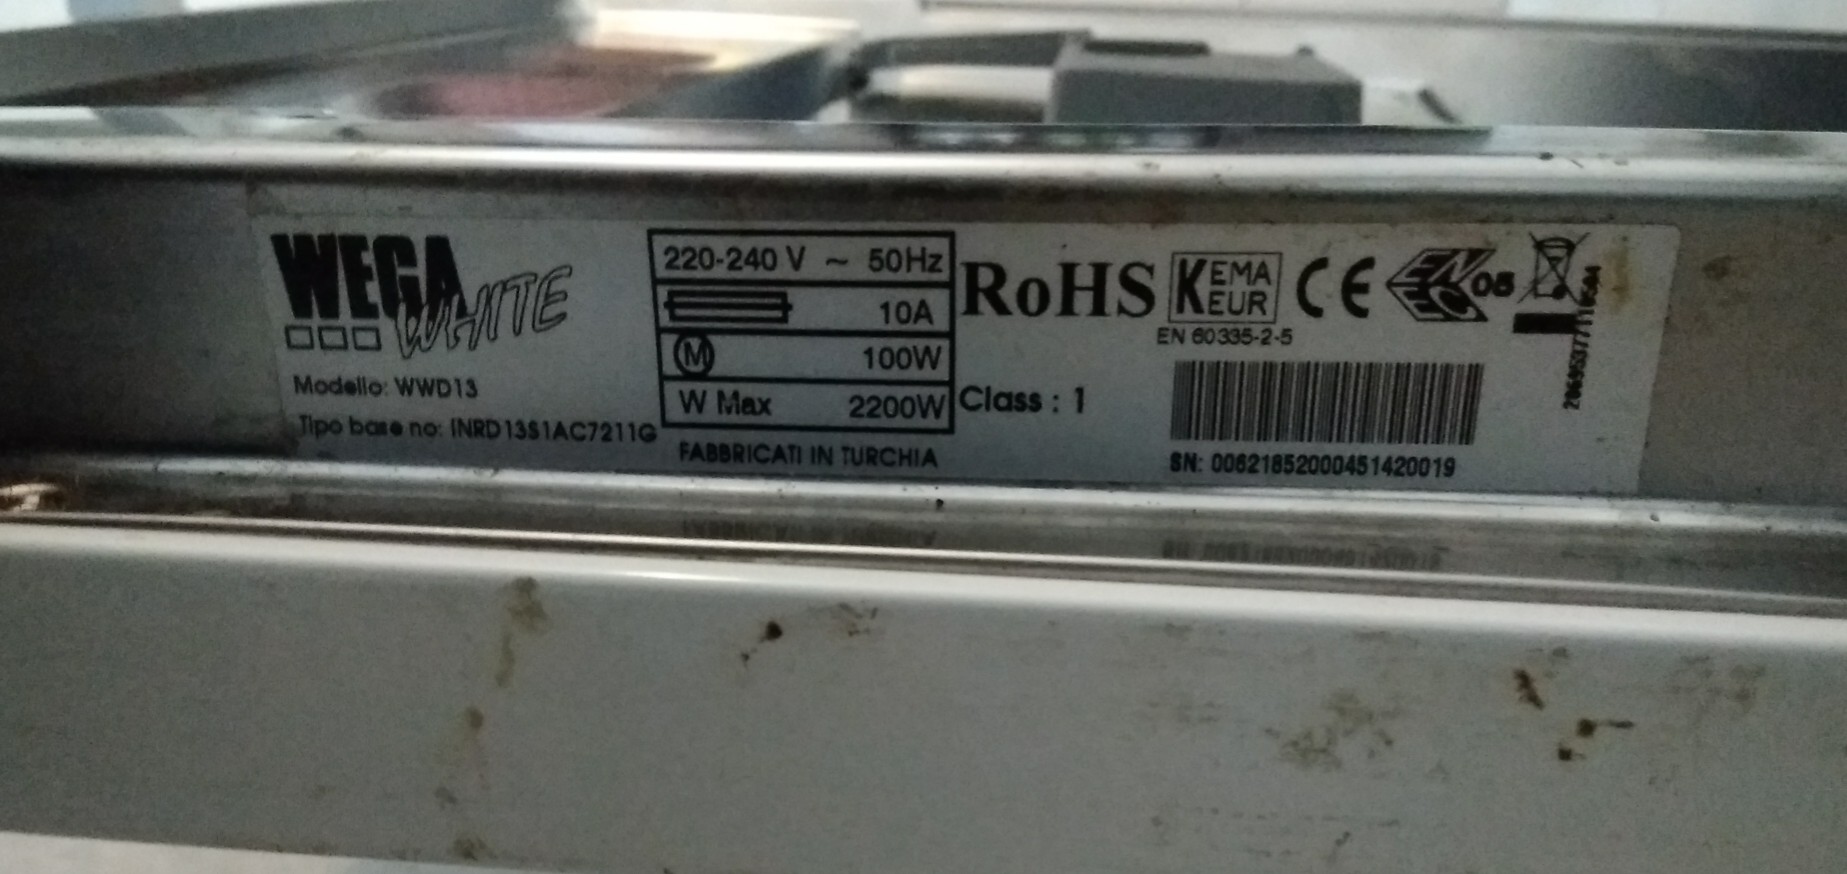 WEGA
WHITE
Modello: WWD13
Tipo base no: INRD13S1AC7211G
220-240 V ~ 50Hz
10A
M 100W
W Max 2200W
FABBRICATI IN TURCHIA
RoHS
KEMA
KEUR
EN 60335-2-5
CE
ENEC 05
Class : 1
SN: 00621852000451420019